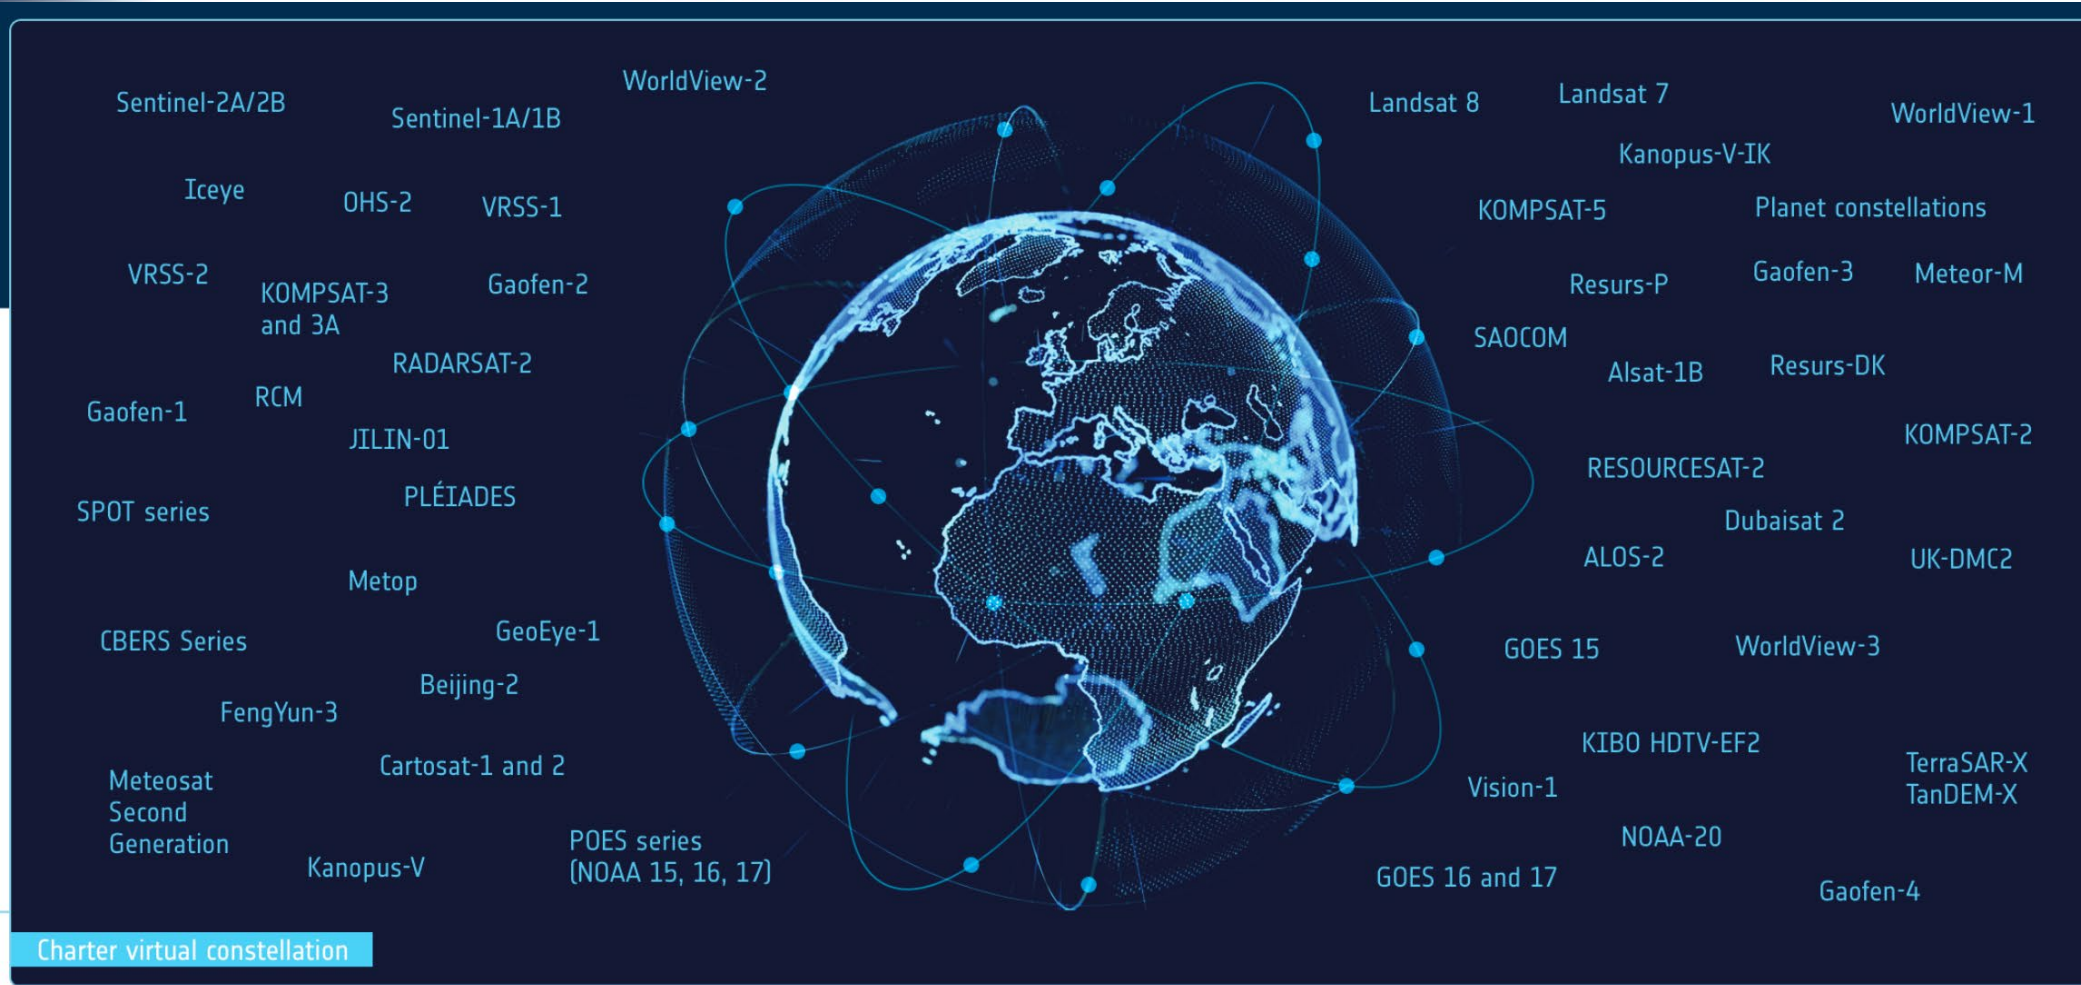 WorldView-2
Sentinel-2A/2B
Sentinel-1A/1B
Iceye
OHS-2
VRSS-1
VRSS-2
KOMPSAT-3
and 3A
Gaofen-2
RADARSAT-2
RCM
Gaofen-1
JILIN-01
PLÉIADES
SPOT series
Metop
GeoEye-1
CBERS Series
Beijing-2
FengYun-3
Cartosat-1 and 2
Meteosat
Second
Generation
POES series
(NOAA 15, 16, 17)
Kanopus-V
Landsat 8
Landsat 7
WorldView-1
Kanopus-V-IK
KOMPSAT-5
Planet constellations
Resurs-P
Gaofen-3
Meteor-M
SAOCOM
Alsat-1B
Resurs-DK
KOMPSAT-2
RESOURCESAT-2
Dubaisat 2
ALOS-2
UK-DMC2
GOES 15
WorldView-3
KIBO HDTV-EF2
TerraSAR-X
TanDEM-X
Vision-1
NOAA-20
GOES 16 and 17
Gaofen-4
Charter virtual constellation